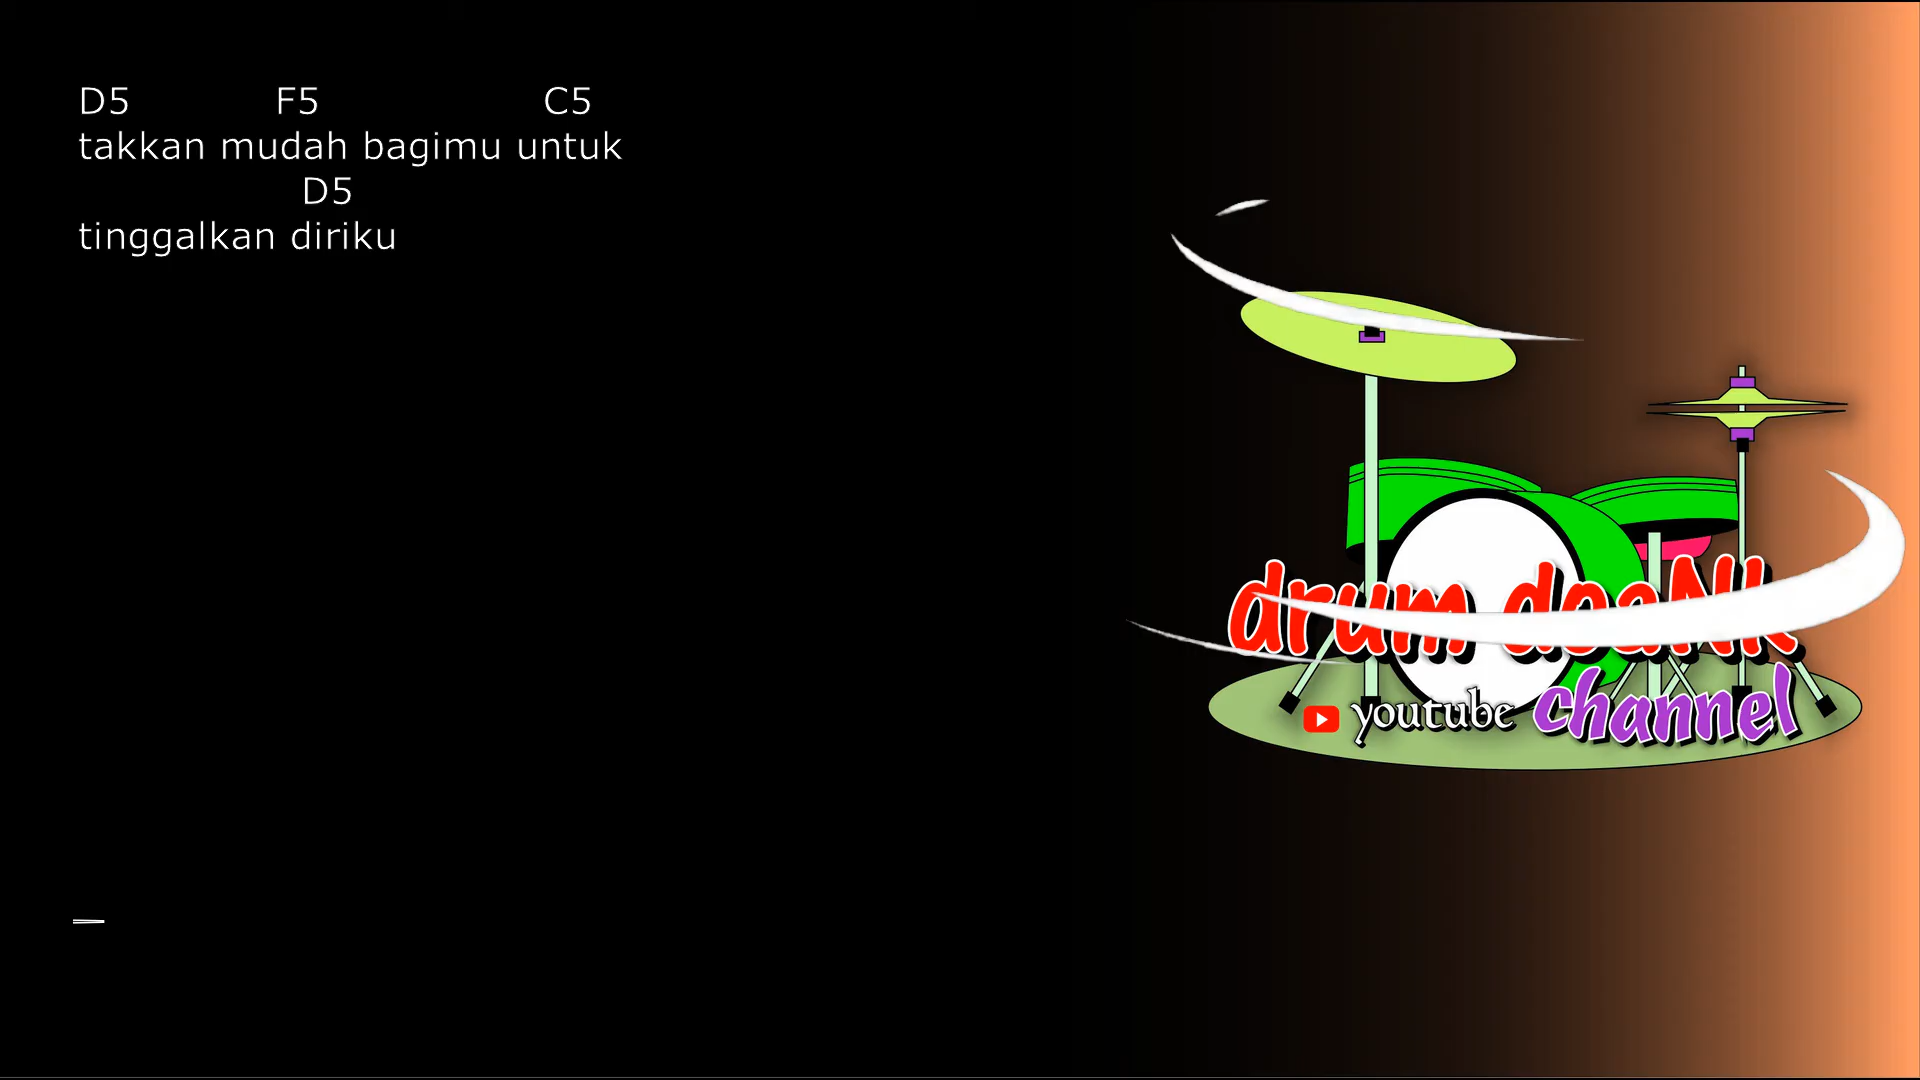 D5 F5 C5
takkan mudah bagimu untuk
D5
tinggalkan diriku
drum doaNk
youtube channel